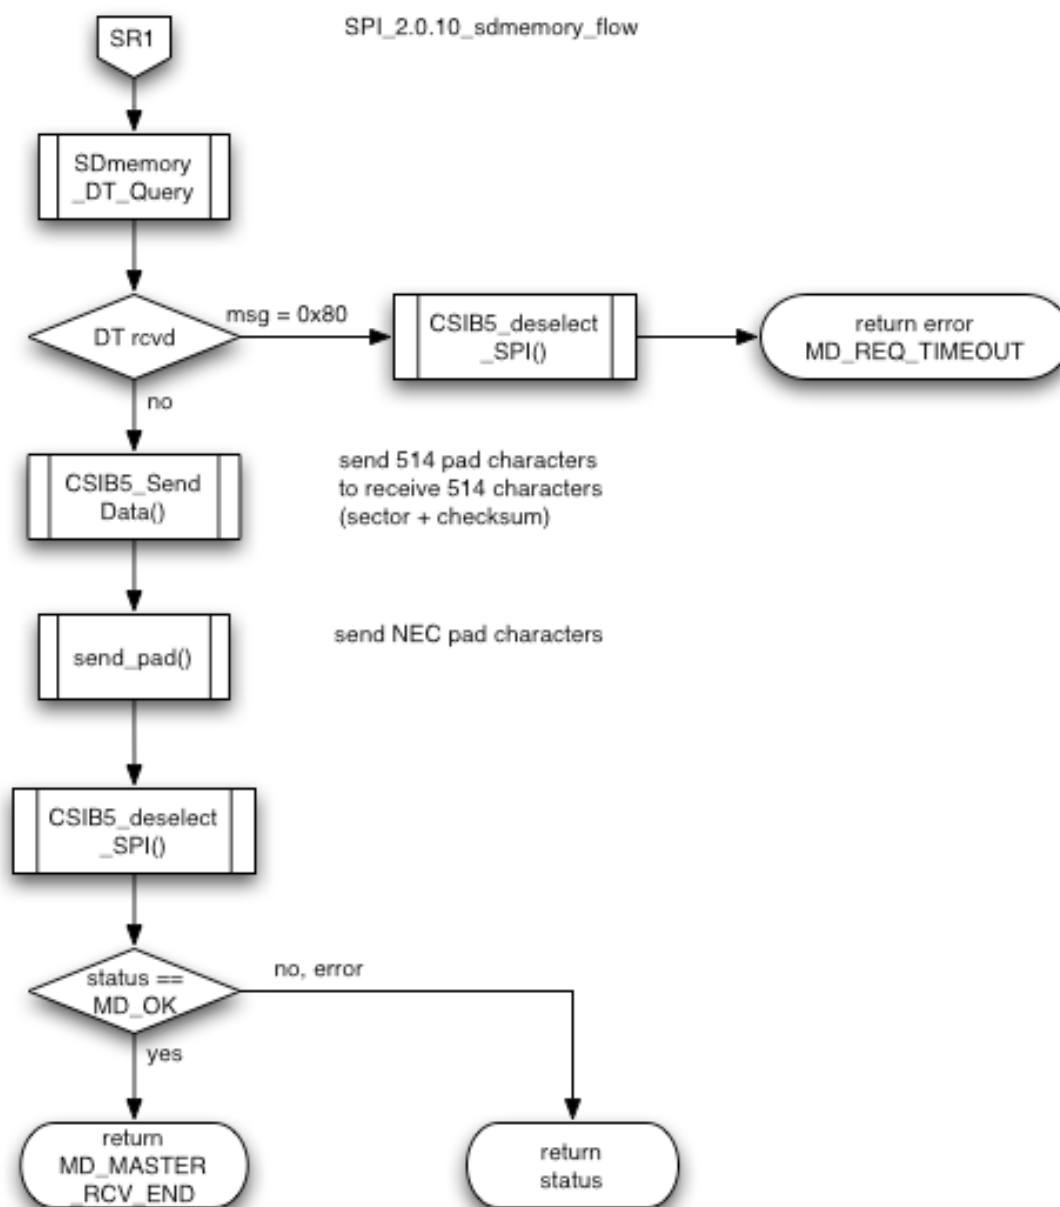 SPI_2.0.10_sdmemory_flow
SR1
SDmemory
_DT_Query
DT rcvd
msg = 0x80
CSIB5_deselect
_SPI()
return error
MD_REQ_TIMEOUT
no
CSIB5_Send
Data()
send 514 pad characters
to receive 514 characters
(sector + checksum)
send_pad()
send NEC pad characters
CSIB5_deselect
_SPI()
status ==
MD_OK
no, error
yes
return
MD_MASTER
_RCV_END
return
status